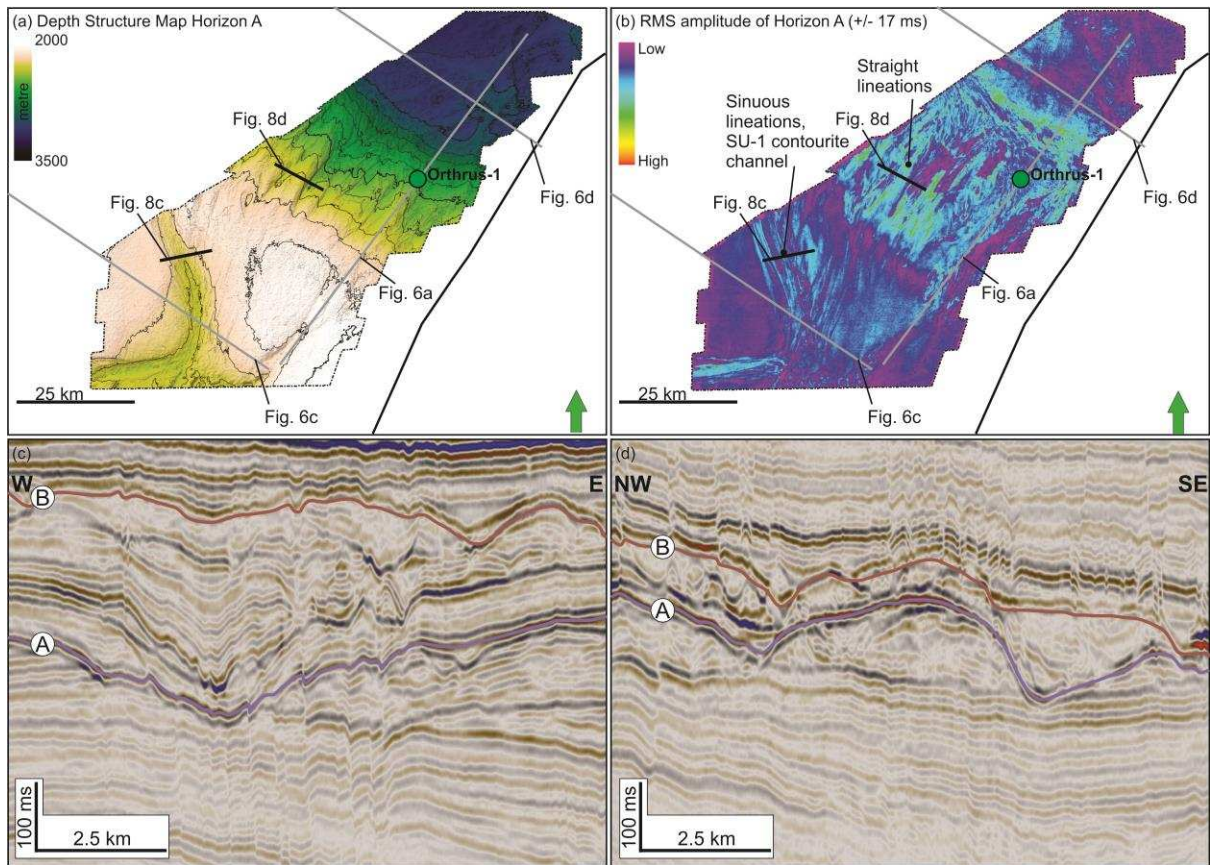 (a) Depth Structure Map Horizon A
2000
metre
3500
Fig. 8d
Orthrus-1
Fig. 8c
Fig. 6d
Fig. 6a
25 km
Fig. 6c
(b) RMS amplitude of Horizon A (+/- 17 ms)
Low
High
Straight
lineations
Sinuous
lineations,
SU-1 contourite
channel
Fig. 8d
Orthrus-1
Fig. 8c
Fig. 6d
Fig. 6a
25 km
Fig. 6c
(c)
W
E
B
A
100 ms
2.5 km
(d)
NW
SE
B
A
100 ms
2.5 km